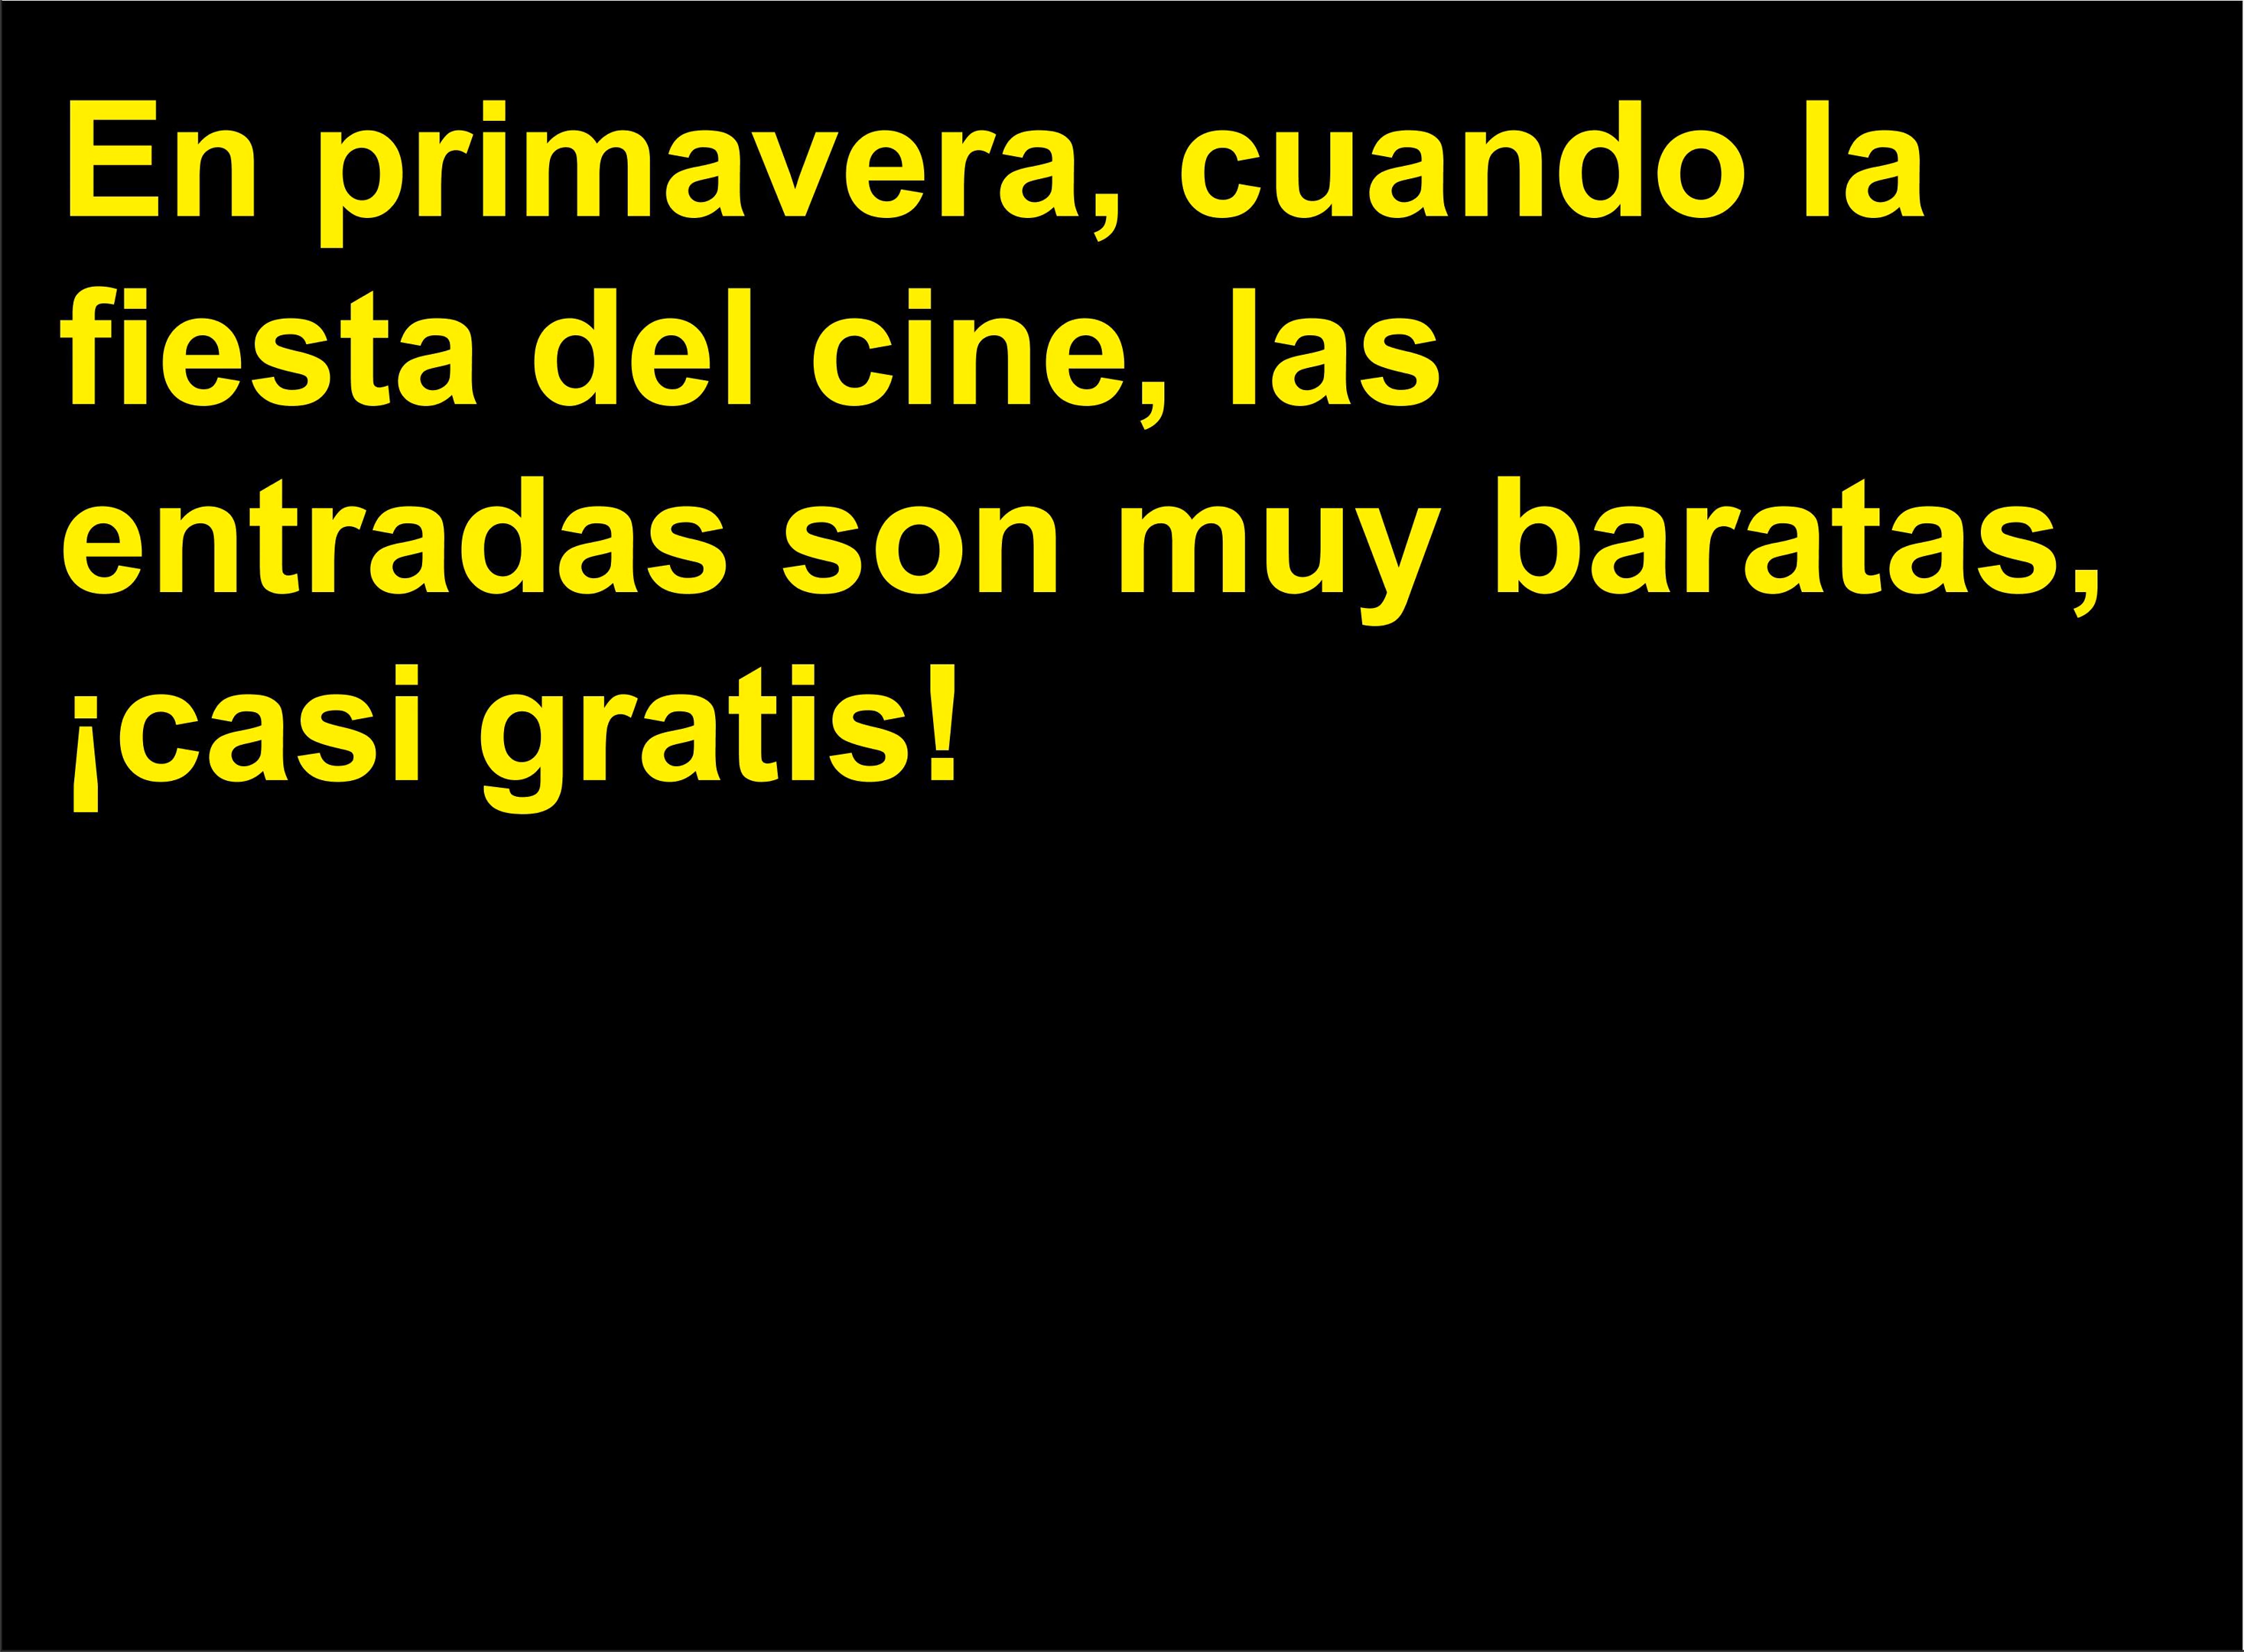 En primavera, cuando la
fiesta del cine, las
entradas son muy baratas,
¡casi gratis!